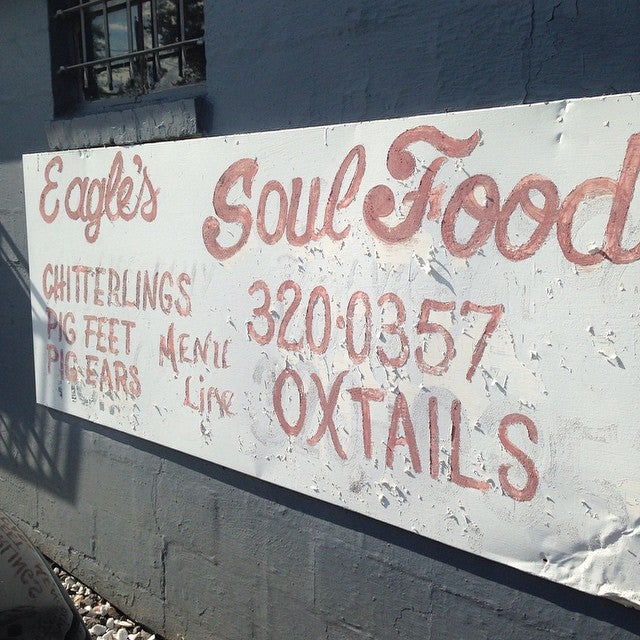 Eagle's Soul Food
CHITTERLINGS
PIG FEET
PIG EARS
MENU
LINE
320-0357
OXTAILS